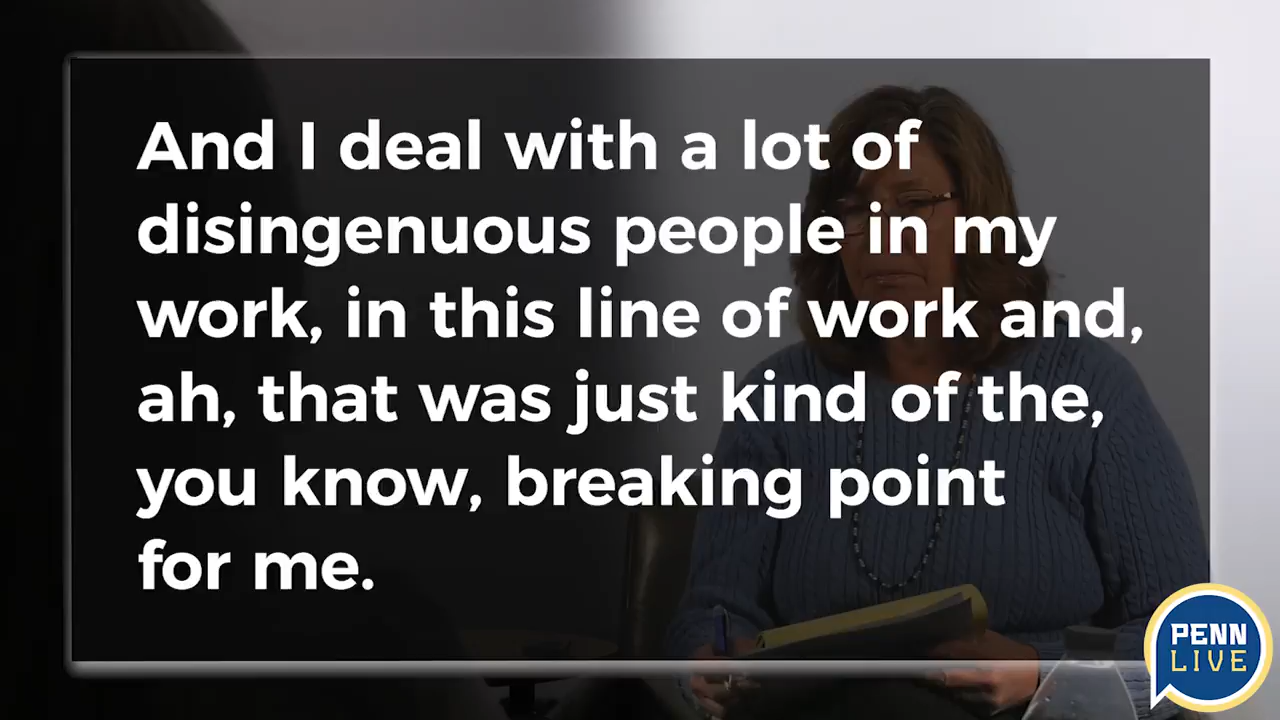 And I deal with a lot of
disingenuous people in my
work, in this line of work and,
ah, that was just kind of the,
you know, breaking point
for me.
PENN
LIVE